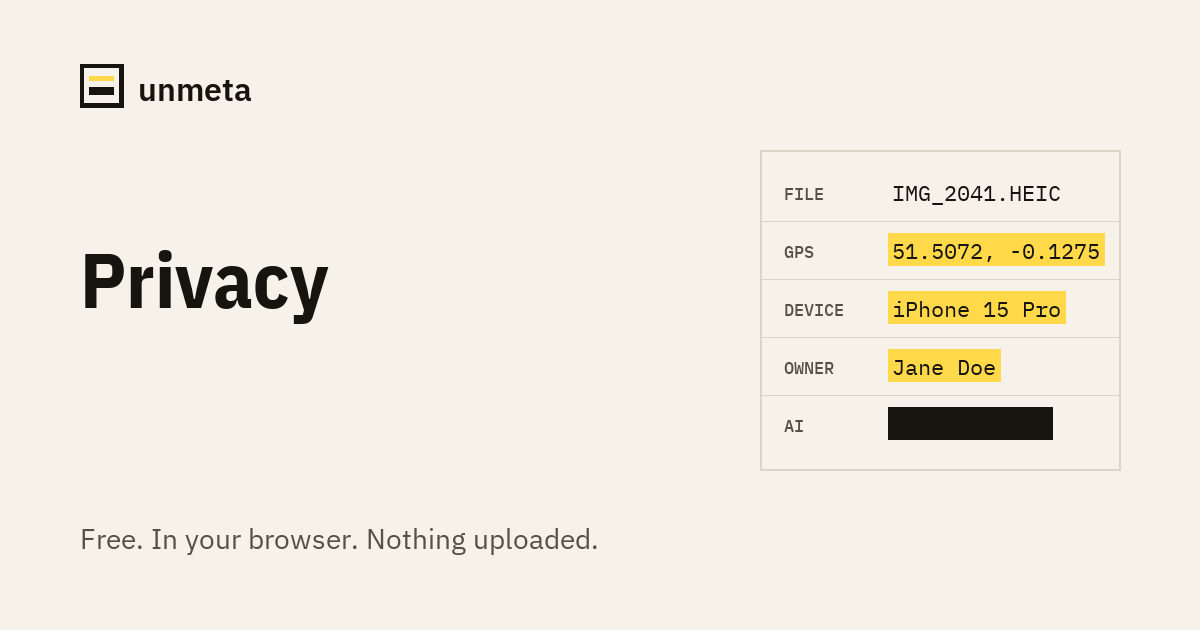 unmeta
Privacy
FILE IMG_2041.HEIC
GPS 51.5072, -0.1275
DEVICE iPhone 15 Pro
OWNER Jane Doe
AI
Free. In your browser. Nothing uploaded.